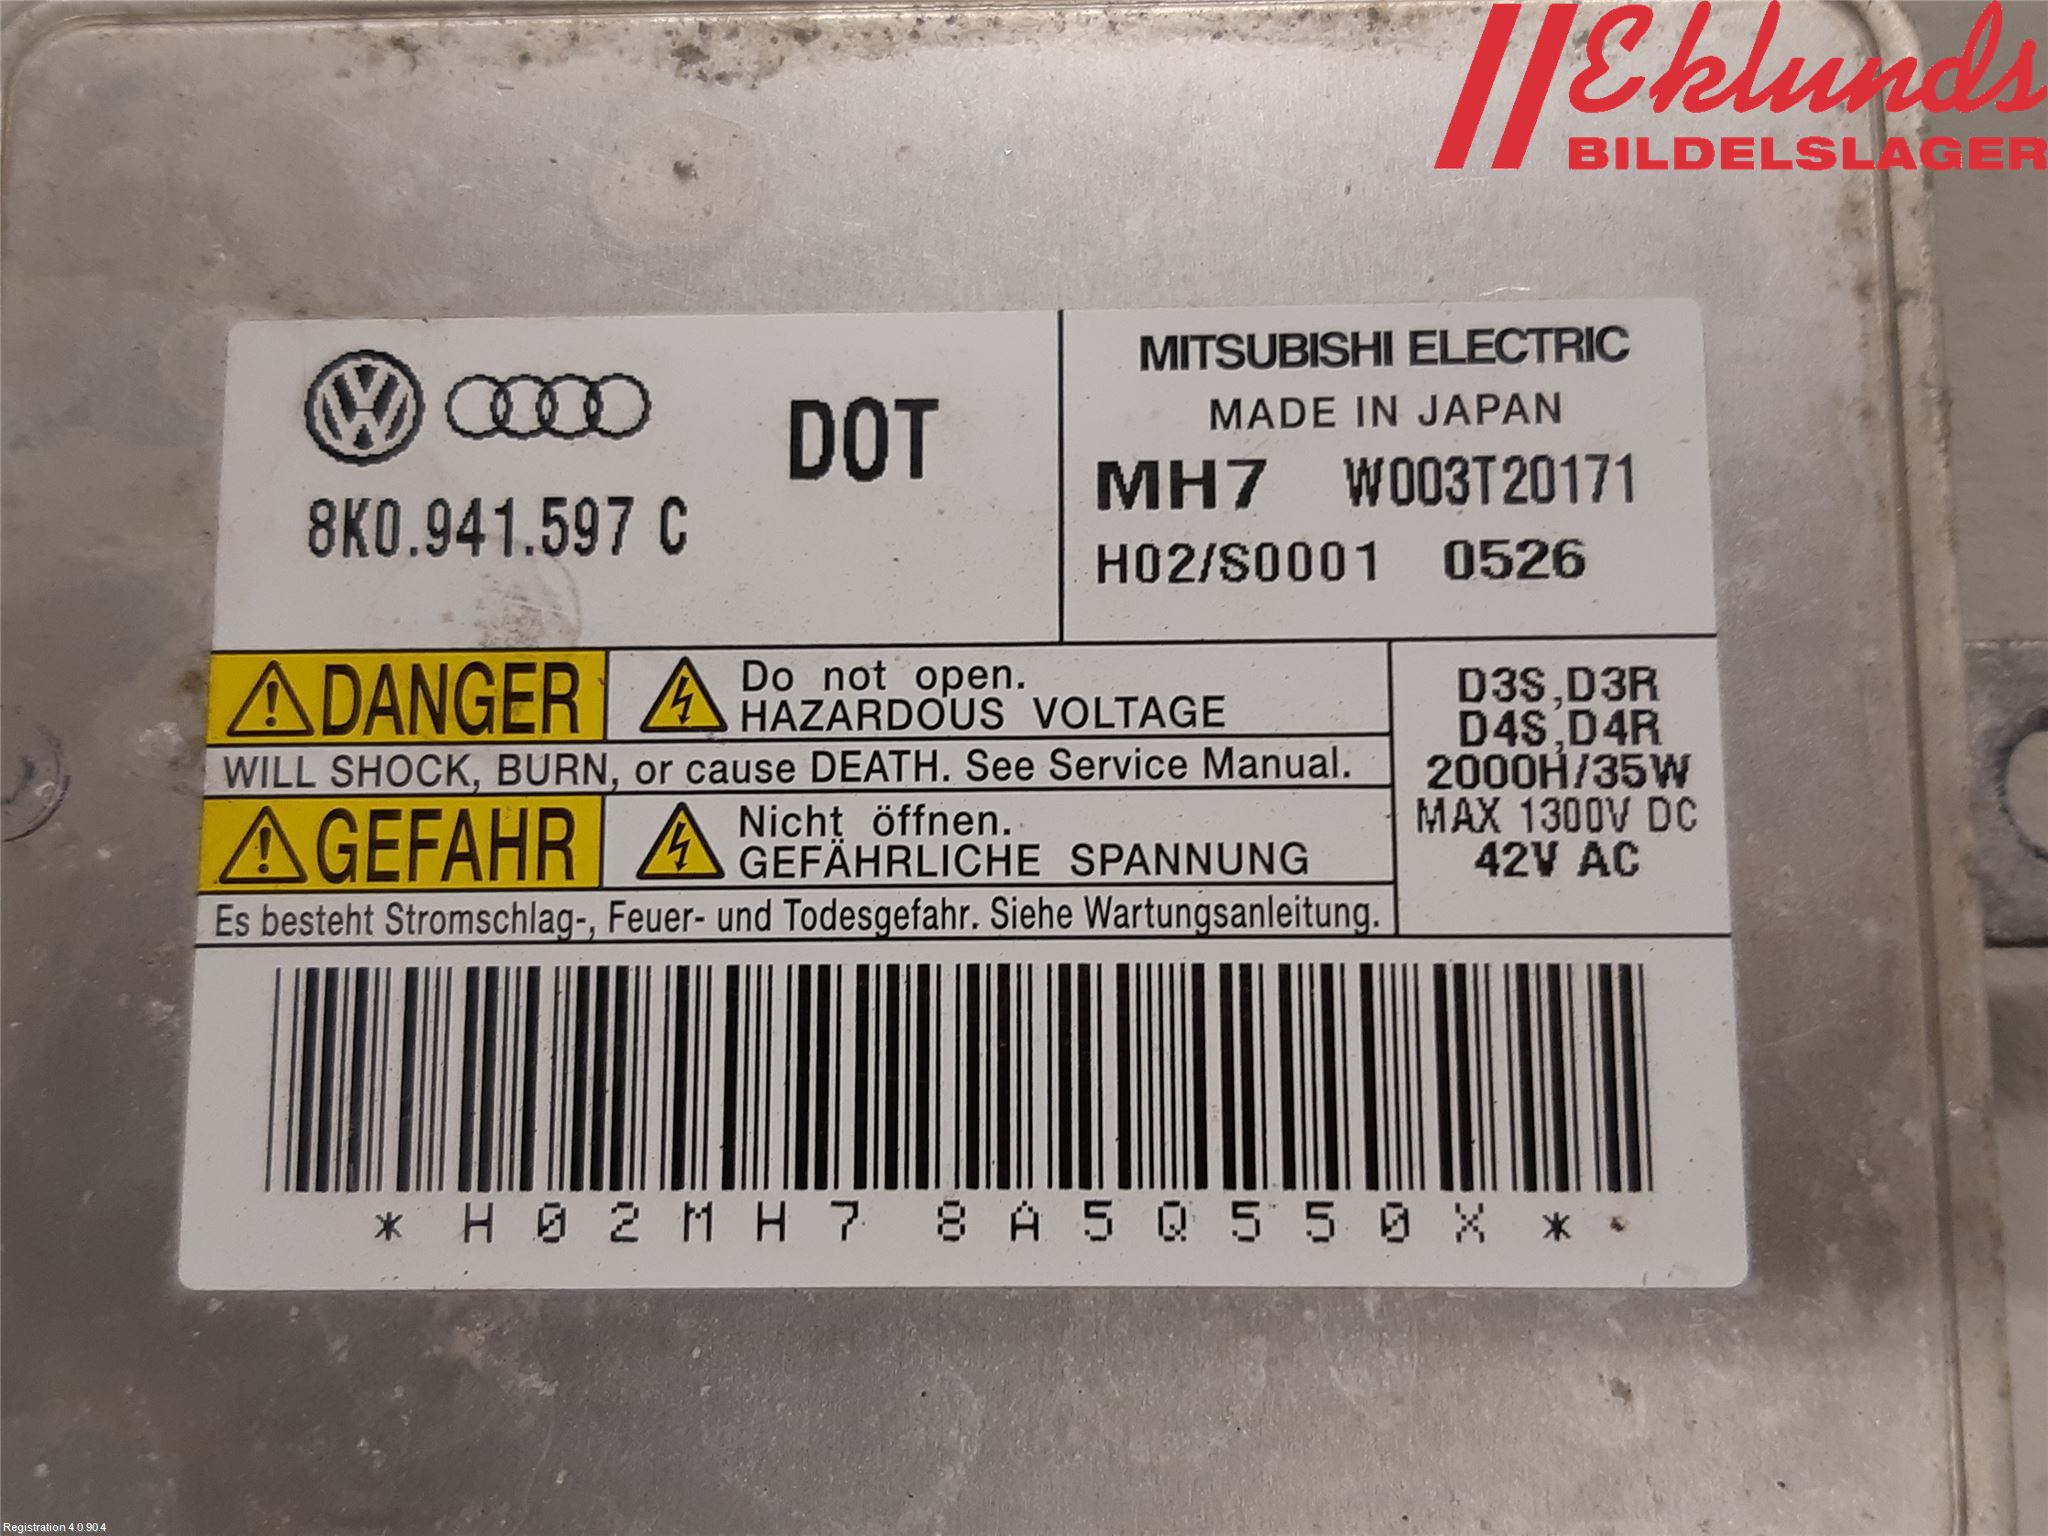 Eklunds
BILDELSLAGER
DOT
8K0.941.597 C
MITSUBISHI ELECTRIC
MADE IN JAPAN
MH7 W003T20171
H02/S0001 0526
DANGER
Do not open.
HAZARDOUS VOLTAGE
WILL SHOCK, BURN, or cause DEATH. See Service Manual.
GEFAHR
Nicht öffnen.
GEFÄHRLICHE SPANNUNG
Es besteht Stromschlag-, Feuer- und Todesgefahr. Siehe Wartungsanleitung.
D3S,D3R
D4S,D4R
2000H/35W
MAX 1300V DC
42V AC
*H02MH78A5Q550X*
Registration 4.0.90.4